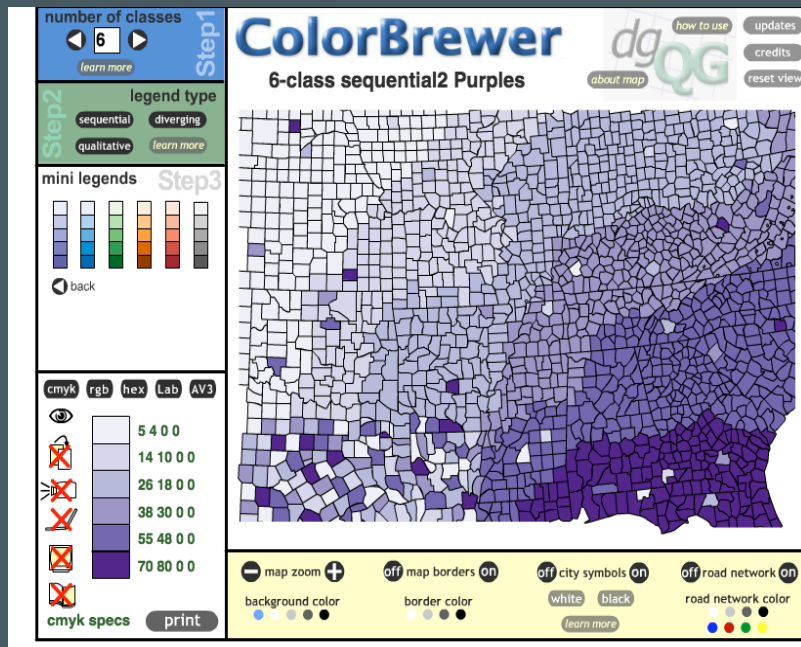 number of classes
6
learn more
Step1
Step2
legend type
sequential
diverging
qualitative
learn more
mini legends
Step3
back
cmyk
rgb
hex
Lab
AV3
5 4 0 0
14 10 0 0
26 18 0 0
38 30 0 0
55 48 0 0
70 80 0 0
cmyk specs
print
ColorBrewer
6-class sequential2 Purples
dg
QG
how to use
about map
updates
credits
reset view
map zoom
background color
off map borders on
border color
off city symbols on
white
black
learn more
off road network on
road network color